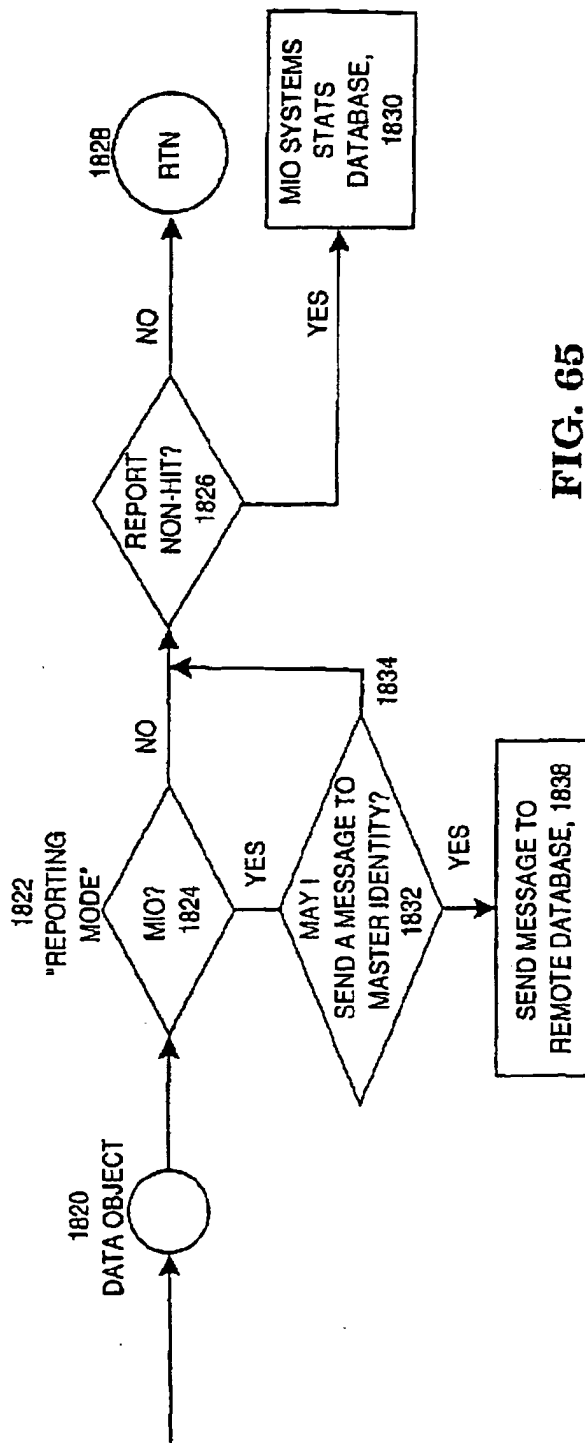 1820
DATA OBJECT
1822
"REPORTING
MODE"
MIO?
1824
NO
YES
MAY I
SEND A MESSAGE TO
MASTER IDENTITY?
1832
1834
YES
SEND MESSAGE TO
REMOTE DATABASE, 1838
REPORT
NON-HIT?
1826
NO
1828
RTN
YES
MIO SYSTEMS
STATS
DATABASE,
1830
FIG. 65